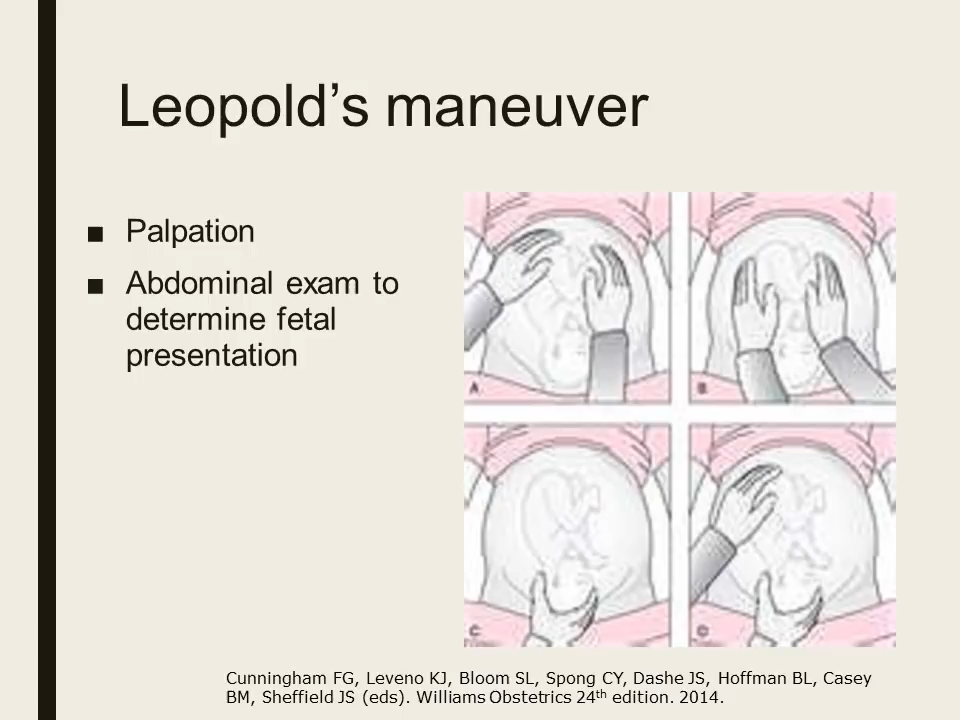 Leopold’s maneuver
■ Palpation
■ Abdominal exam to
determine fetal
presentation
A
B
C
Cunningham FG, Leveno KJ, Bloom SL, Spong CY, Dashe JS, Hoffman BL, Casey
BM, Sheffield JS (eds). Williams Obstetrics 24th edition. 2014.